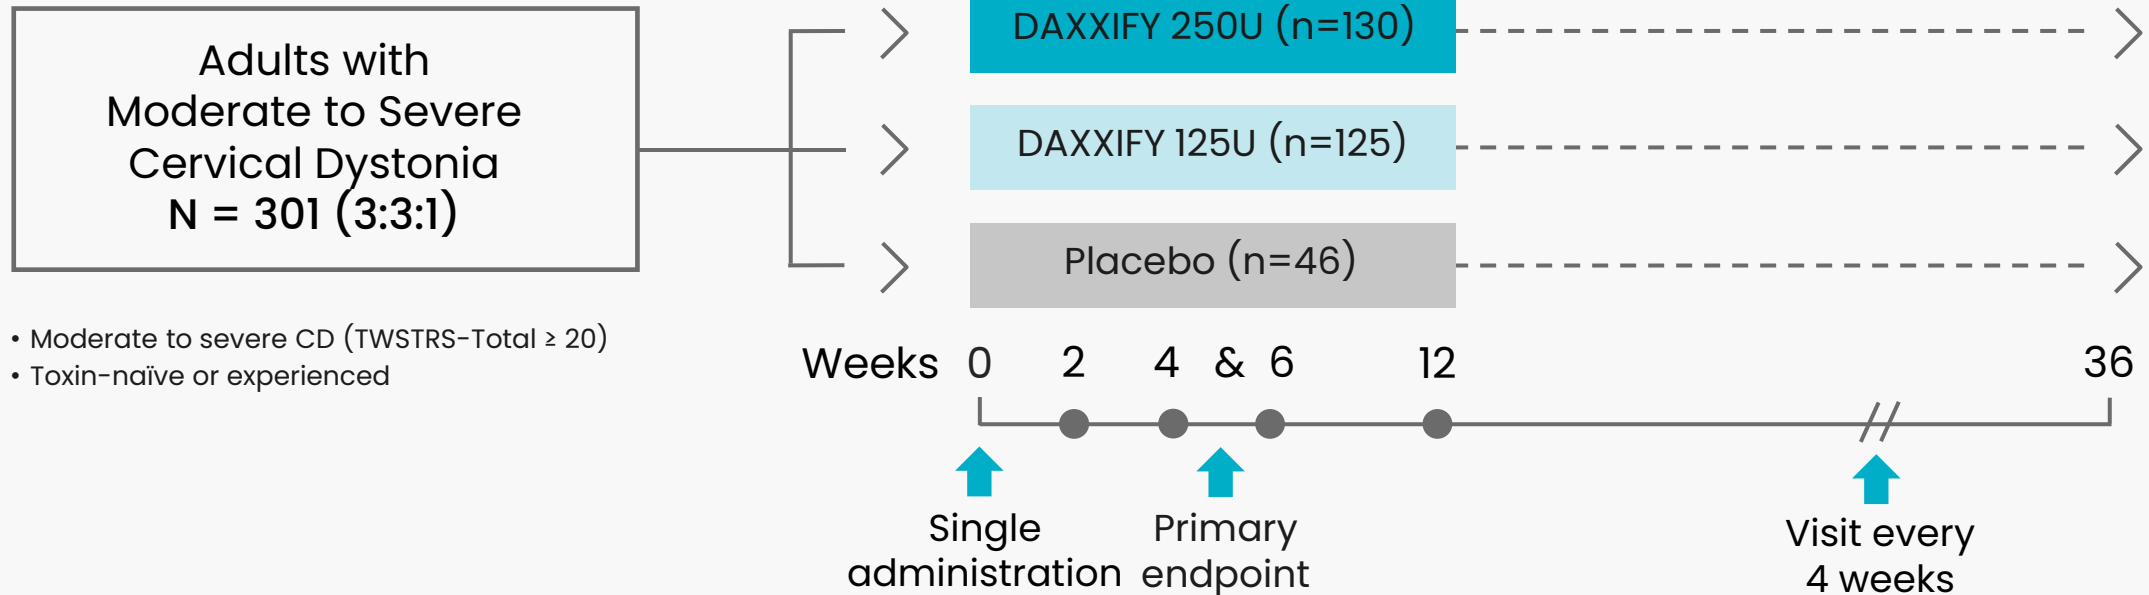 Adults with
Moderate to Severe
Cervical Dystonia
N = 301 (3:3:1)
• Moderate to severe CD (TWSTRS-Total ≥ 20)
• Toxin-naïve or experienced
DAXXIFY 250U (n=130)
DAXXIFY 125U (n=125)
Placebo (n=46)
Weeks 0 2 4 & 6 12 36
Single
administration
Primary
endpoint
Visit every
4 weeks